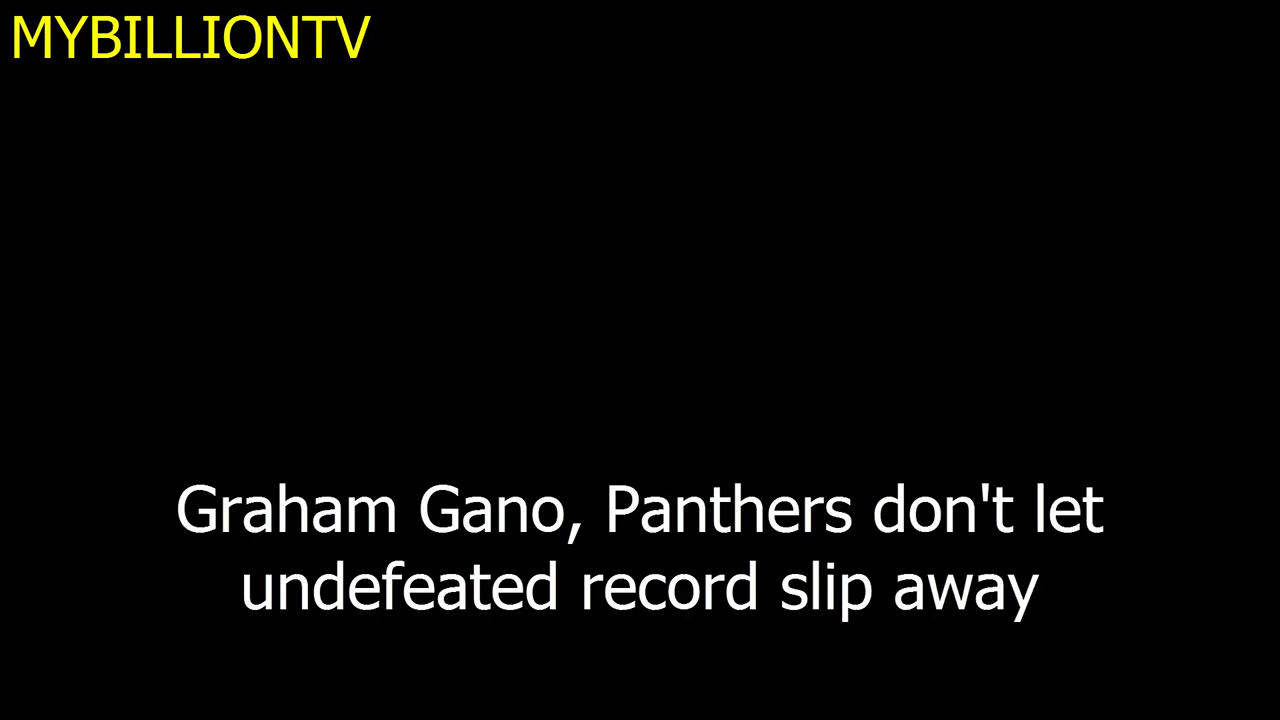 MYBILLIONTV
Graham Gano, Panthers don't let
undefeated record slip away